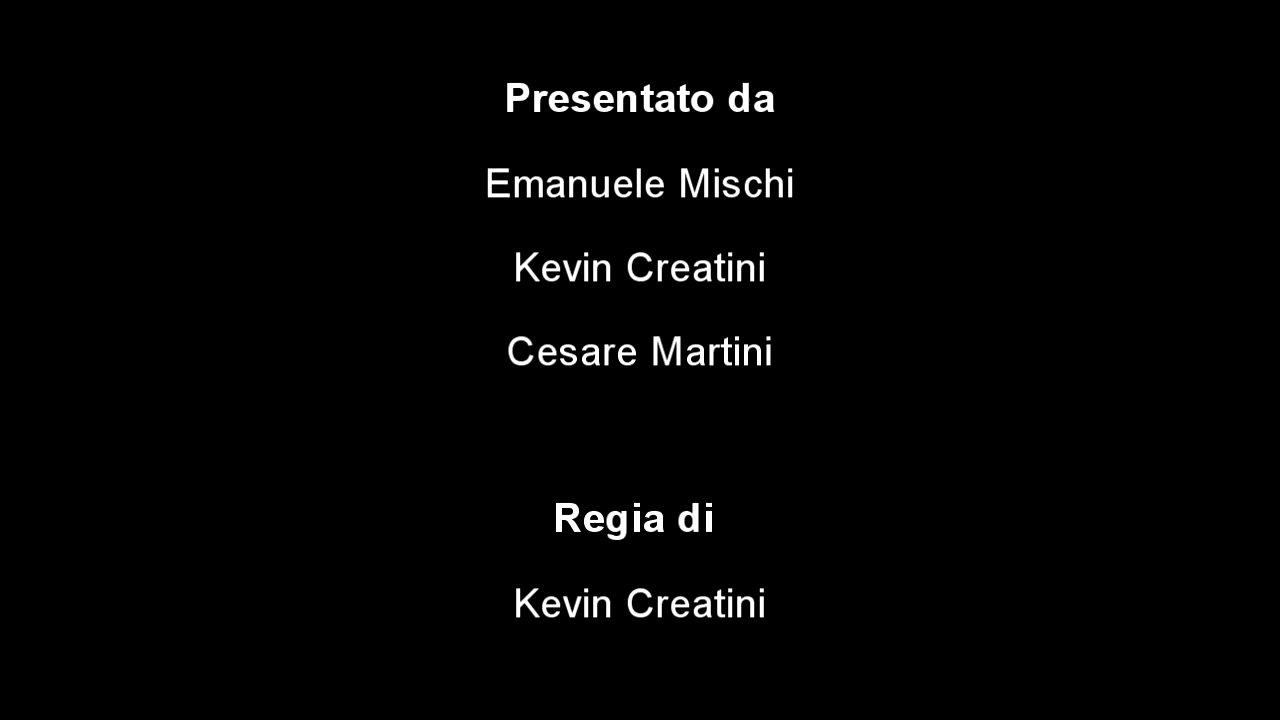 Presentato da
Emanuele Mischi
Kevin Creatini
Cesare Martini
Regia di
Kevin Creatini